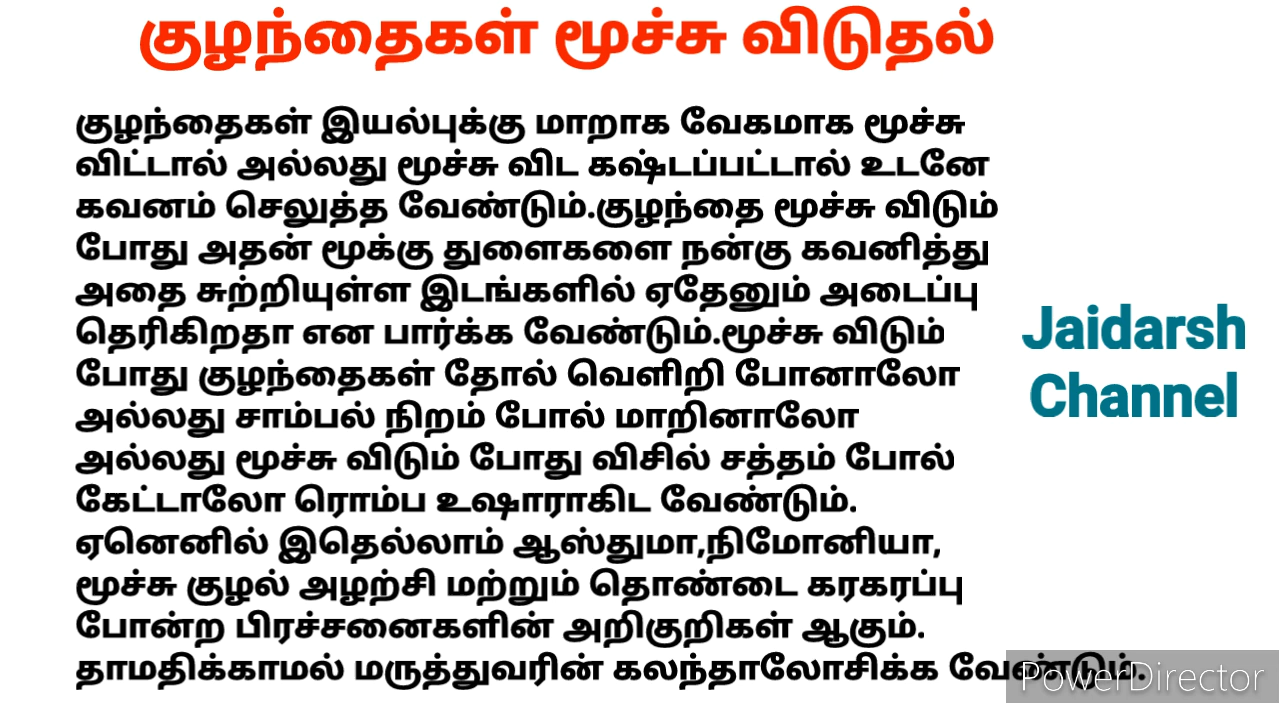 குழந்தைகள் மூச்சு விடுதல்
குழந்தைகள் இயல்புக்கு மாறாக வேகமாக மூச்சு
விட்டால் அல்லது மூச்சு விட கஷ்டப்பட்டால் உடனே
கவனம் செலுத்த வேண்டும்.குழந்தை மூச்சு விடும்
போது அதன் மூக்கு துளைகளை நன்கு கவனித்து
அதை சுற்றியுள்ள இடங்களில் ஏதேனும் அடைப்பு
தெரிகிறதா என பார்க்க வேண்டும்.மூச்சு விடும்
போது குழந்தைகள் தோல் வெளிறி போனாலோ
அல்லது சாம்பல் நிறம் போல் மாறினாலோ
அல்லது மூச்சு விடும் போது விசில் சத்தம் போல்
கேட்டாலோ ரொம்ப உஷாராகிட வேண்டும்.
ஏனெனில் இதெல்லாம் ஆஸ்துமா,நிமோனியா,
மூச்சு குழல் அழற்சி மற்றும் தொண்டை கரகரப்பு
போன்ற பிரச்சனைகளின் அறிகுறிகள் ஆகும்.
தாமதிக்காமல் மருத்துவரின் கலந்தாலோசிக்க வேண்டும்.
Jaidarsh
Channel
PowerDirector